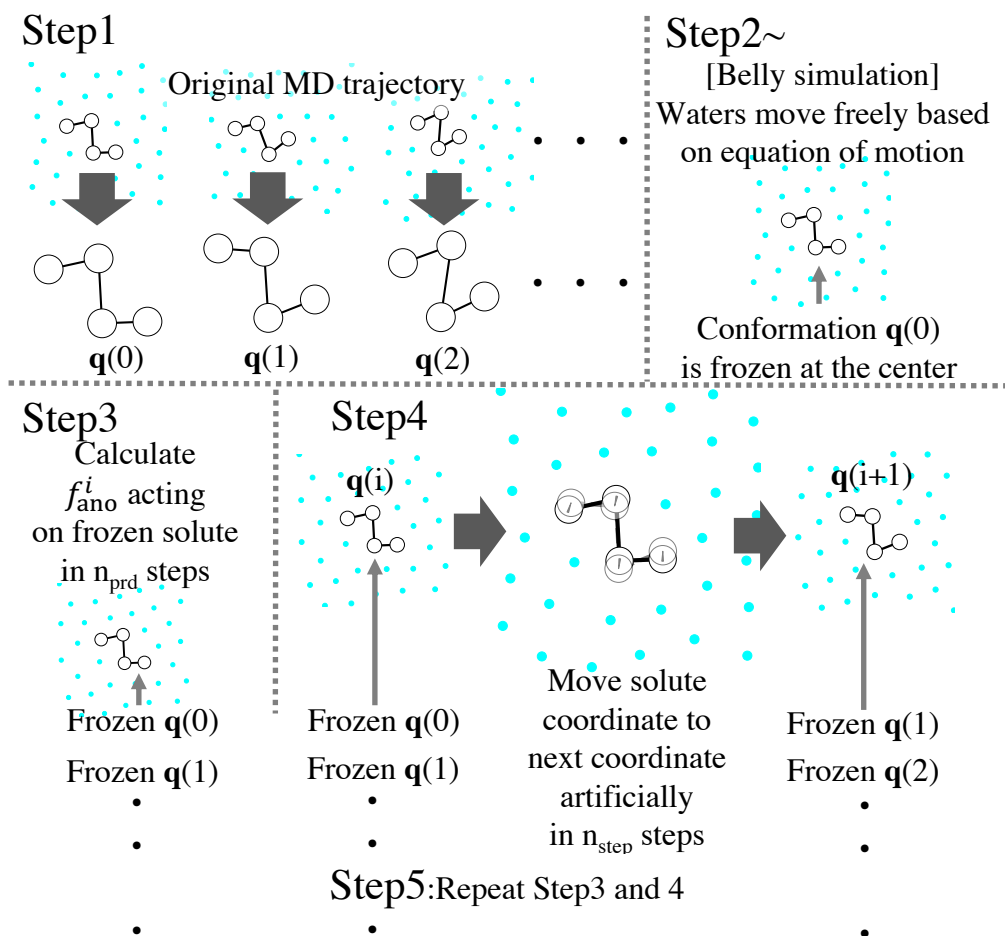 Step1
Original MD trajectory
q(0)
q(1)
q(2)
Step2~
[Belly simulation]
Waters move freely based
on equation of motion
Conformation q(0)
is frozen at the center
Step3
Calculate
f^i_ano acting
on frozen solute
in n_prd steps
Frozen q(0)
Frozen q(1)
Step4
q(i)
q(i+1)
Frozen q(0)
Frozen q(1)
Move solute
coordinate to
next coordinate
artificially
in n_step steps
Frozen q(1)
Frozen q(2)
Step5:Repeat Step3 and 4